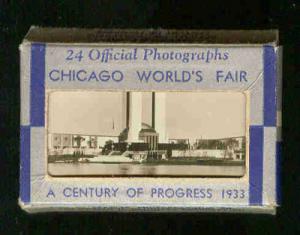 24 Official Photographs
CHICAGO WORLD'S FAIR
A CENTURY OF PROGRESS 1933